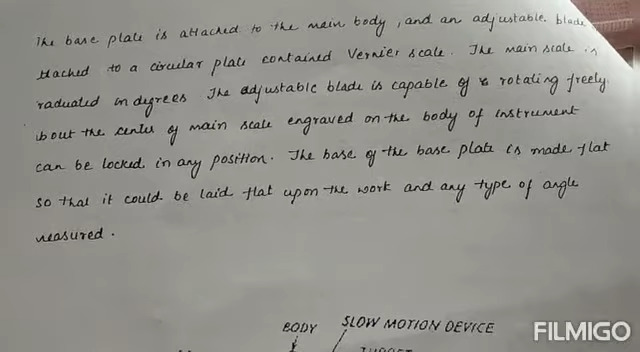 The base plate is attached to the main body, and an adjustable blade
ttached to a circular plate contained Vernier scale. The main scale is
raduated in degrees The adjustable blade is capable of rotating freely.
bout the center of main scale engraved on the body of instrument
can be locked in any position. The base of the base plate is made flat
so that it could be laid flat upon the work and any type of angle
measured.
BODY SLOW MOTION DEVICE
FILMIGO